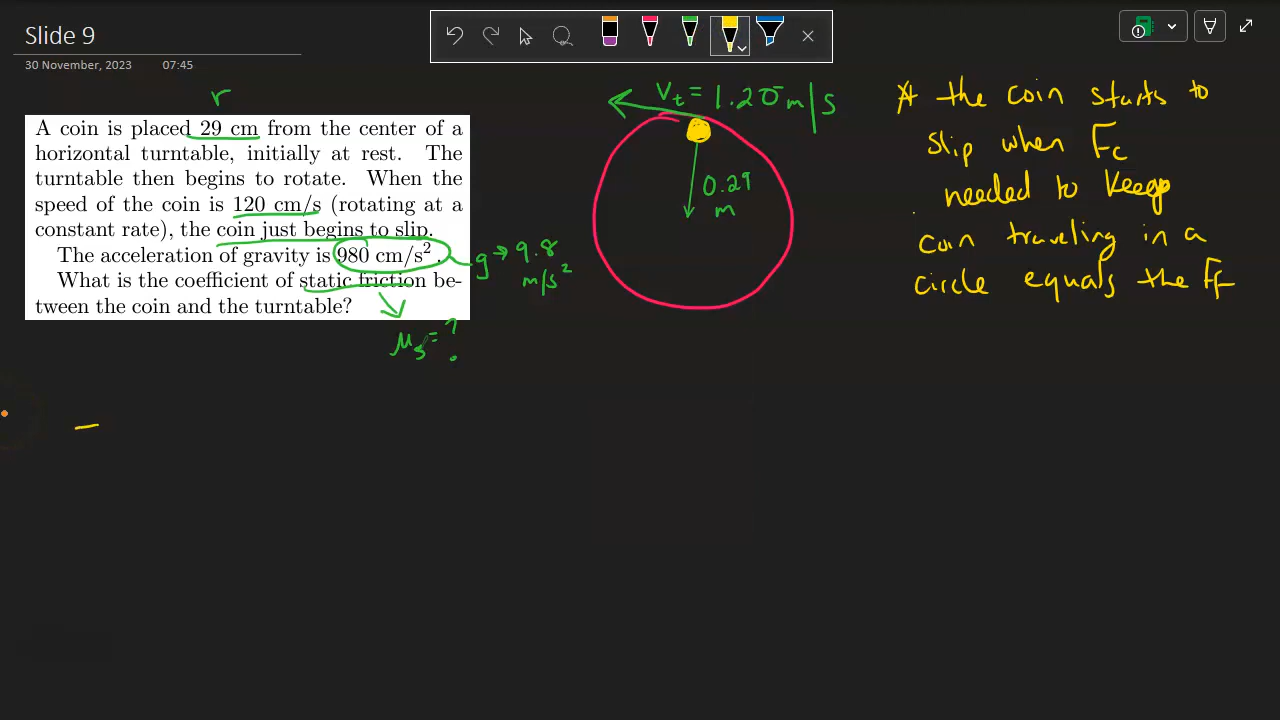 Slide 9
30 November, 2023 07:45
r
A coin is placed 29 cm from the center of a
horizontal turntable, initially at rest. The
turntable then begins to rotate. When the
speed of the coin is 120 cm/s (rotating at a
constant rate), the coin just begins to slip.
The acceleration of gravity is 980 cm/s².
What is the coefficient of static friction be-
tween the coin and the turntable?
g → 9.8
m/s²
μs = ?
Vt = 1.20 m/s
0.29
m
* the coin starts to
slip when Fc
needed to keep
coin traveling in a
circle equals the Ff